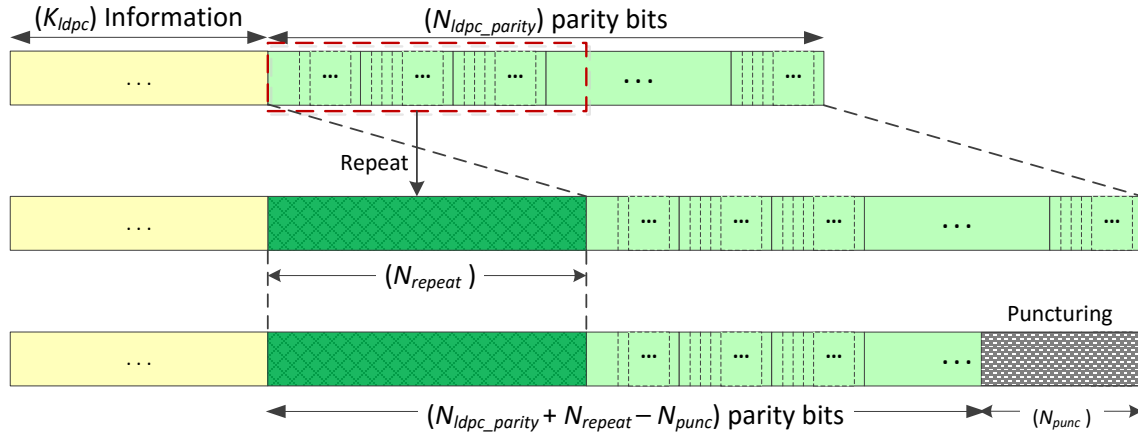 (K_ldpc) Information (N_ldpc_parity) parity bits
... ... ... ... ... ...
Repeat
... ... ... ... ... ...
(N_repeat )
Puncturing
... ... ... ... ...
(N_ldpc_parity + N_repeat – N_punc) parity bits (N_punc )